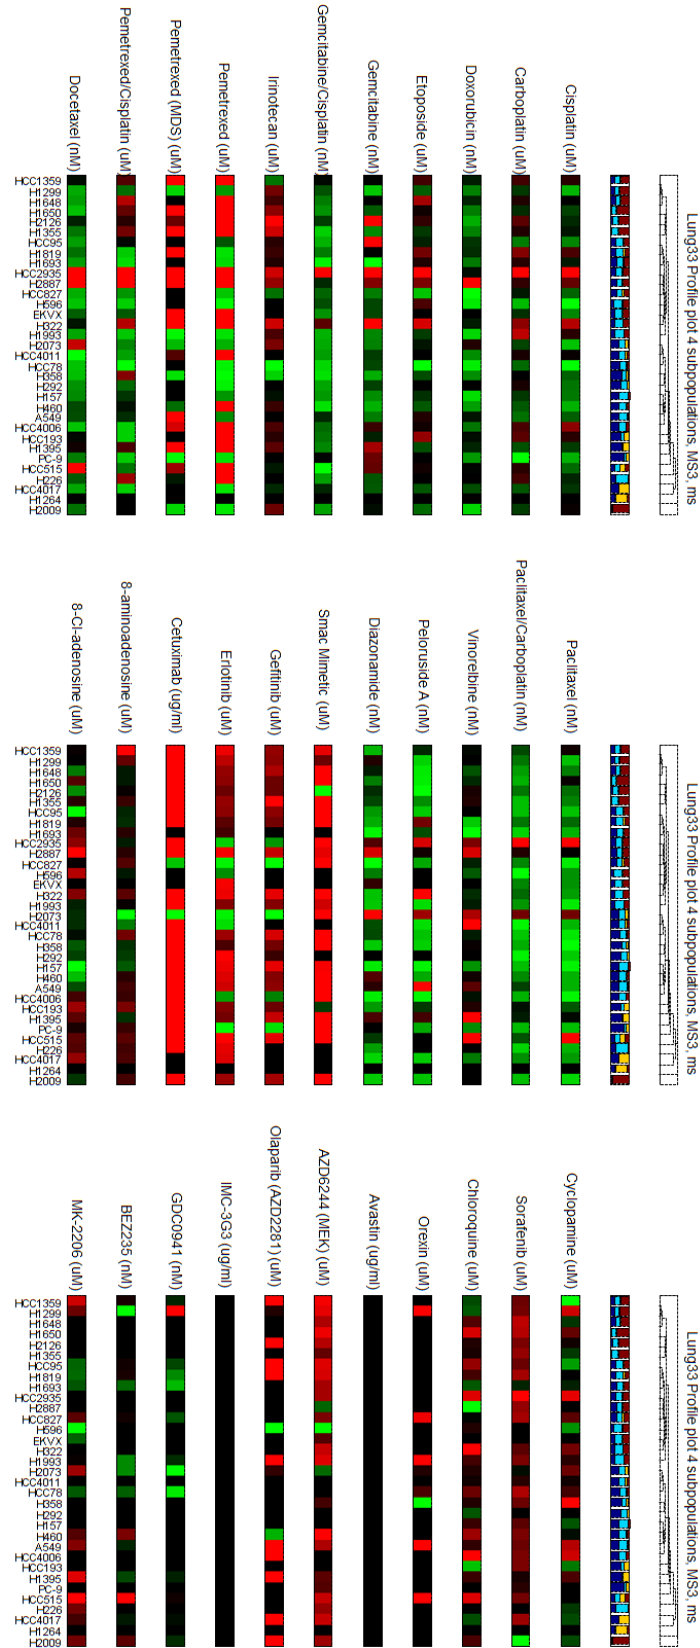 Lung33 Profile plot 4 subpopulations, MS3, ms
Cisplatin (uM)
Carboplatin (uM)
Doxorubicin (nM)
Etoposide (uM)
Gemcitabine (nM)
Gemcitabine/Cisplatin (nM)
Irinotecan (uM)
Pemetrexed (uM)
Pemetrexed (MDS) (uM)
Pemetrexed/Cisplatin (uM)
Docetaxel (nM)
HCC1359
H1299
H1648
H1650
H2126
H1355
HCC95
H1819
H1693
HCC2935
H2887
HCC827
H596
EKVX
H322
H1993
H2073
HCC4011
HCC78
H358
H292
H157
H460
A549
HCC4006
HCC193
H1395
PC-9
HCC515
H226
HCC4017
H1264
H2009
Lung33 Profile plot 4 subpopulations, MS3, ms
Paclitaxel (nM)
Paclitaxel/Carboplatin (nM)
Vinorelbine (nM)
Peloruside A (nM)
Diazonamide (nM)
Smac Mimetic (uM)
Gefitinib (uM)
Erlotinib (uM)
Cetuximab (ug/ml)
8-aminoadenosine (uM)
8-Cl-adenosine (uM)
HCC1359
H1299
H1648
H1650
H2126
H1355
HCC95
H1819
H1693
HCC2935
H2887
HCC827
H596
EKVX
H322
H1993
H2073
HCC4011
HCC78
H358
H292
H157
H460
A549
HCC4006
HCC193
H1395
PC-9
HCC515
H226
HCC4017
H1264
H2009
Lung33 Profile plot 4 subpopulations, MS3, ms
Cyclopamine (uM)
Sorafenib (uM)
Chloroquine (uM)
Orexin (uM)
Avastin (ug/ml)
AZD6244 (MEK) (uM)
Olaparib (AZD2281) (uM)
IMC-3G3 (ug/ml)
GDC0941 (nM)
BEZ235 (nM)
MK-2206 (uM)
HCC1359
H1299
H1648
H1650
H2126
H1355
HCC95
H1819
H1693
HCC2935
H2887
HCC827
H596
EKVX
H322
H1993
H2073
HCC4011
HCC78
H358
H292
H157
H460
A549
HCC4006
HCC193
H1395
PC-9
HCC515
H226
HCC4017
H1264
H2009